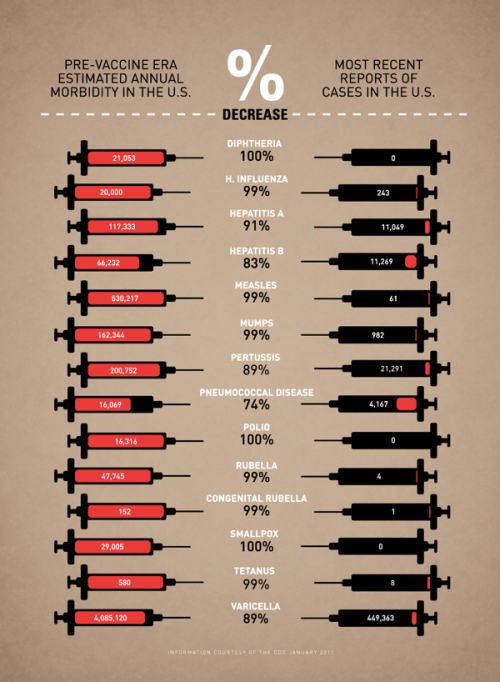 PRE-VACCINE ERA
ESTIMATED ANNUAL
MORBIDITY IN THE U.S.
%
DECREASE
MOST RECENT
REPORTS OF
CASES IN THE U.S.
DIPHTHERIA
21,053
100%
0
H. INFLUENZA
20,000
99%
243
HEPATITIS A
117,333
91%
11,049
HEPATITIS B
66,232
83%
11,269
MEASLES
530,217
99%
61
MUMPS
162,344
99%
982
PERTUSSIS
200,752
89%
21,291
PNEUMOCOCCAL DISEASE
16,069
74%
4,167
POLIO
16,316
100%
0
RUBELLA
47,745
99%
4
CONGENITAL RUBELLA
152
99%
1
SMALLPOX
29,005
100%
0
TETANUS
580
99%
8
VARICELLA
4,085,120
89%
449,363
INFORMATION COURTESY OF THE CDC JANUARY 2011